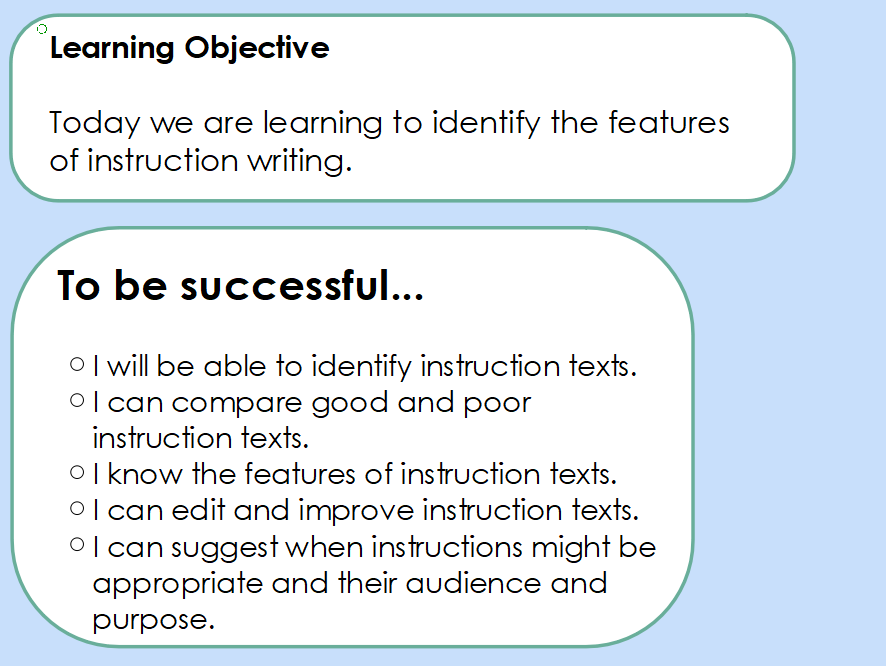 Learning Objective
Today we are learning to identify the features
of instruction writing.
To be successful...
I will be able to identify instruction texts.
I can compare good and poor
instruction texts.
I know the features of instruction texts.
I can edit and improve instruction texts.
I can suggest when instructions might be
appropriate and their audience and
purpose.